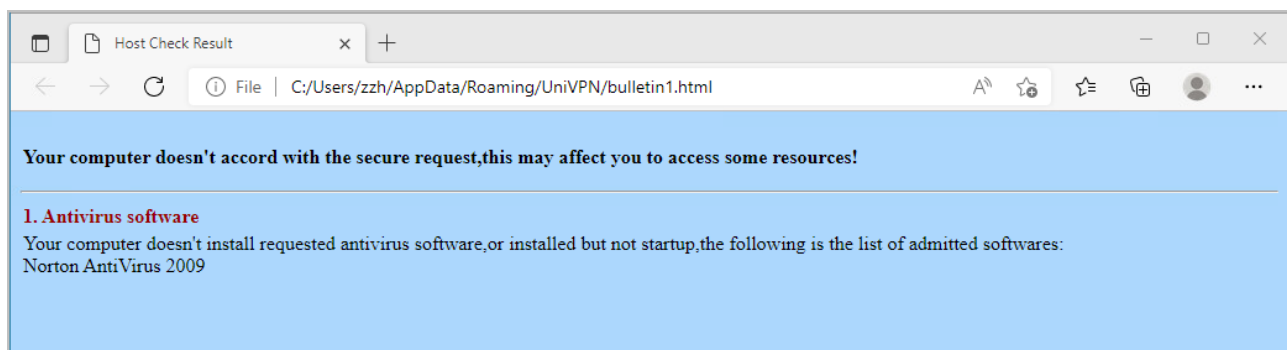 Host Check Result
File
C:/Users/zzh/AppData/Roaming/UniVPN/bulletin1.html
Your computer doesn't accord with the secure request,this may affect you to access some resources!
1. Antivirus software
Your computer doesn't install requested antivirus software,or installed but not startup,the following is the list of admitted softwares:
Norton AntiVirus 2009